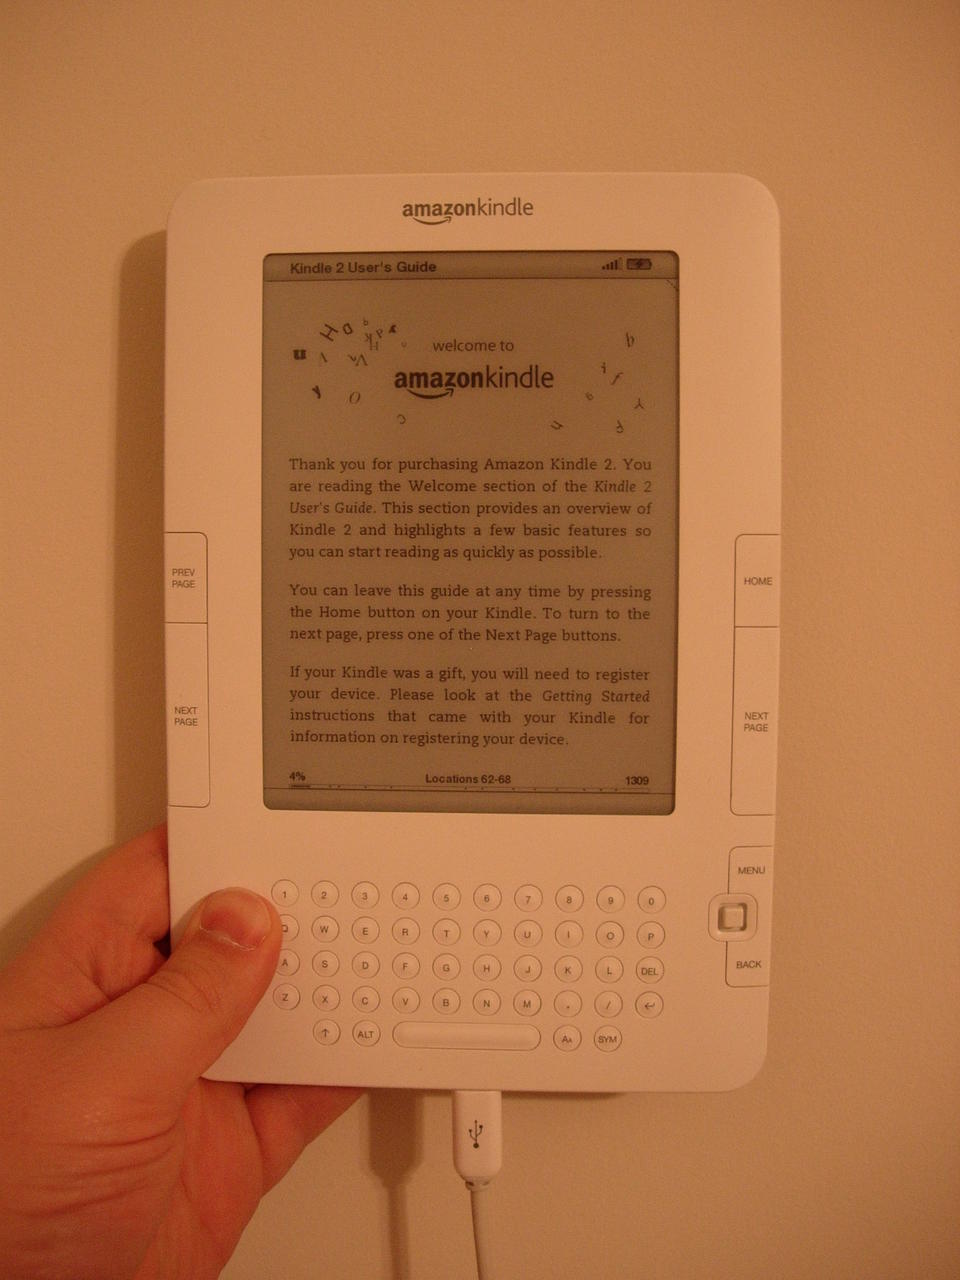 amazonkindle
Kindle 2 User's Guide
welcome to
amazonkindle
Thank you for purchasing Amazon Kindle 2. You
are reading the Welcome section of the Kindle 2
User's Guide. This section provides an overview of
Kindle 2 and highlights a few basic features so
you can start reading as quickly as possible.
You can leave this guide at any time by pressing
the Home button on your Kindle. To turn to the
next page, press one of the Next Page buttons.
If your Kindle was a gift, you will need to register
your device. Please look at the Getting Started
instructions that came with your Kindle for
information on registering your device.
4% Locations 62-68 1309
PREV
PAGE
NEXT
PAGE
HOME
NEXT
PAGE
MENU
BACK
1 2 3 4 5 6 7 8 9 0
Q W E R T Y U I O P
A S D F G H J K L DEL
Z X C V B N M . / ↵
↑ ALT Aa SYM